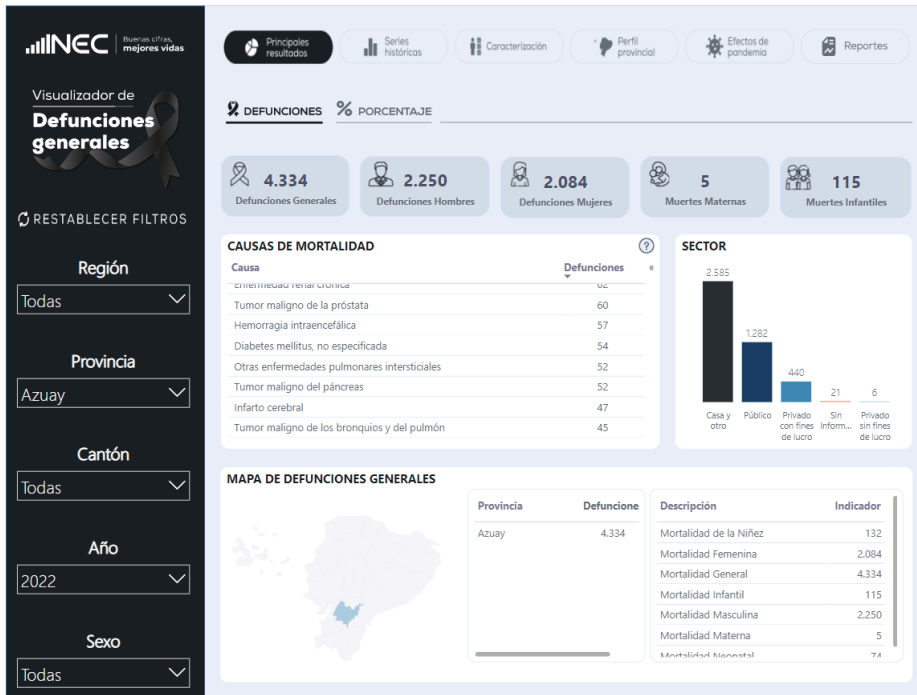 INEC
Buenas cifras,
mejores vidas
Visualizador de
Defunciones
generales
RESTABLECER FILTROS
Región
Todas
Provincia
Azuay
Cantón
Todas
Año
2022
Sexo
Todas
Principales
resultados
Series
históricas
Caracterización
Perfil
provincial
Efectos de
pandemia
Reportes
DEFUNCIONES
% PORCENTAJE
4.334
Defunciones Generales
2.250
Defunciones Hombres
2.084
Defunciones Mujeres
5
Muertes Maternas
115
Muertes Infantiles
CAUSAS DE MORTALIDAD
?
Causa Defunciones
Enfermedad renal crónica 62
Tumor maligno de la próstata 60
Hemorragia intraencefálica 57
Diabetes mellitus, no especificada 54
Otras enfermedades pulmonares intersticiales 52
Tumor maligno del páncreas 52
Infarto cerebral 47
Tumor maligno de los bronquios y del pulmón 45
SECTOR
2.585
1.282
440
21
6
Casa y
otro
Público
Privado
con fines
de lucro
Sin
Inform...
Privado
sin fines
de lucro
MAPA DE DEFUNCIONES GENERALES
Provincia Defuncione
Azuay 4.334
Descripción Indicador
Mortalidad de la Niñez 132
Mortalidad Femenina 2.084
Mortalidad General 4.334
Mortalidad Infantil 115
Mortalidad Masculina 2.250
Mortalidad Materna 5
Mortalidad Neonatal 74